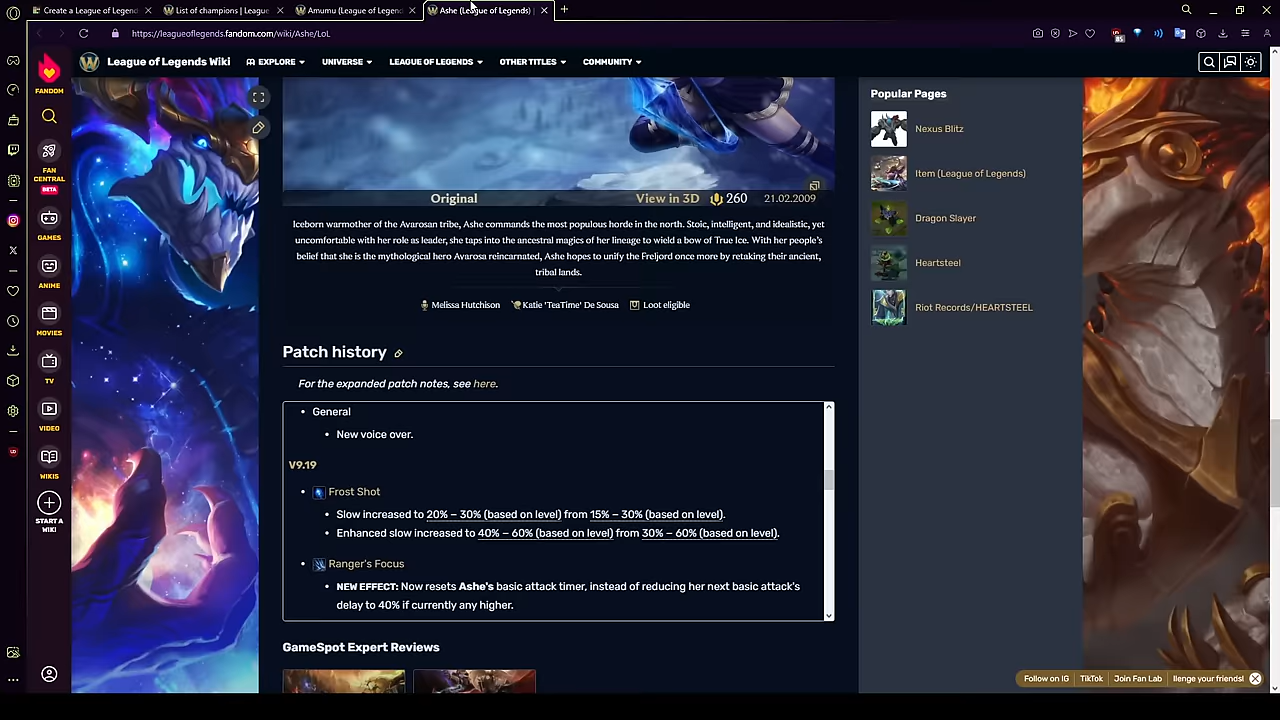 Create a League of Legend
List of champions | League
Amumu (League of Legend
Ashe (League of Legends) |
https://leagueoflegends.fandom.com/wiki/Ashe/LoL
85
League of Legends Wiki
EXPLORE
UNIVERSE
LEAGUE OF LEGENDS
OTHER TITLES
COMMUNITY
FANDOM
FAN
CENTRAL
BETA
GAMES
ANIME
MOVIES
TV
VIDEO
WIKIS
START A
WIKI
Original
View in 3D
260
21.02.2009
Iceborn warmother of the Avarosan tribe, Ashe commands the most populous horde in the north. Stoic, intelligent, and idealistic, yet
uncomfortable with her role as leader, she taps into the ancestral magics of her lineage to wield a bow of True Ice. With her people's
belief that she is the mythological hero Avarosa reincarnated, Ashe hopes to unify the Freljord once more by retaking their ancient,
tribal lands.
Melissa Hutchison
Katie 'TeaTime' De Sousa
Loot eligible
Patch history
For the expanded patch notes, see here.
• General
• New voice over.
V9.19
• Frost Shot
• Slow increased to 20% – 30% (based on level) from 15% – 30% (based on level).
• Enhanced slow increased to 40% – 60% (based on level) from 30% – 60% (based on level).
• Ranger's Focus
• NEW EFFECT: Now resets Ashe's basic attack timer, instead of reducing her next basic attack's
delay to 40% if currently any higher.
GameSpot Expert Reviews
Popular Pages
Nexus Blitz
Item (League of Legends)
Dragon Slayer
Heartsteel
Riot Records/HEARTSTEEL
Follow on IG
TikTok
Join Fan Lab
llenge your friends!